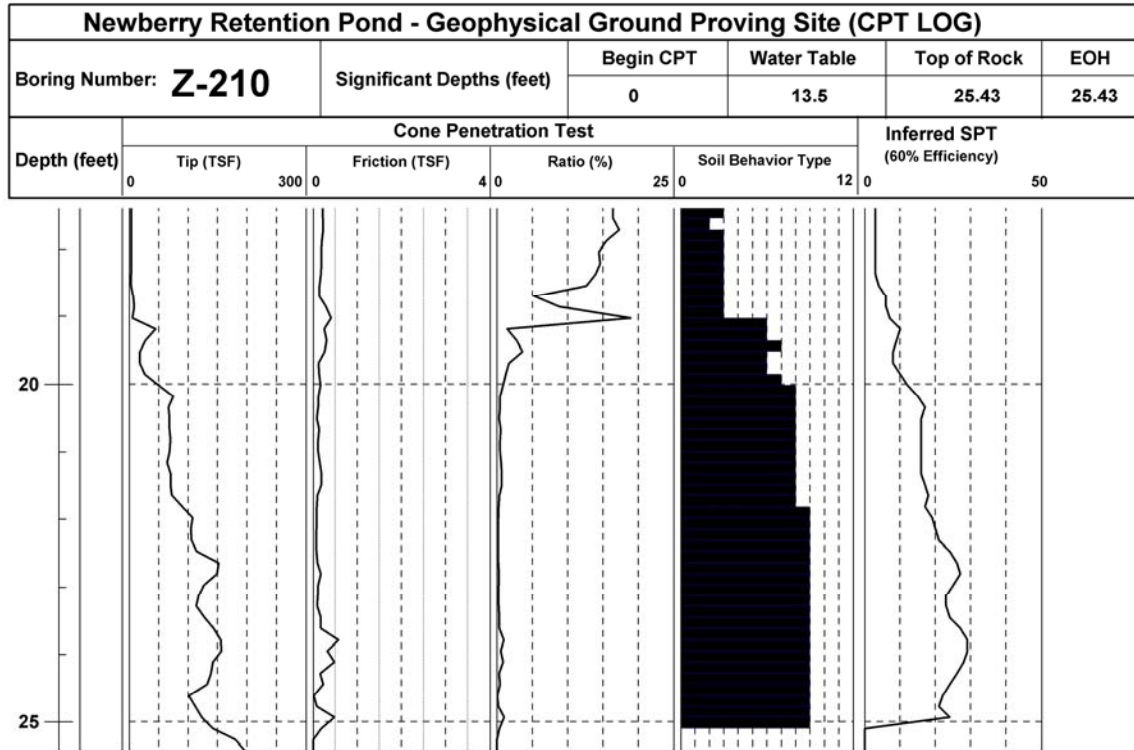 Newberry Retention Pond - Geophysical Ground Proving Site (CPT LOG)
Boring Number: Z-210
Significant Depths (feet)
Begin CPT Water Table Top of Rock EOH
0 13.5 25.43 25.43
Depth (feet)
Cone Penetration Test
Inferred SPT
(60% Efficiency)
Tip (TSF) Friction (TSF) Ratio (%) Soil Behavior Type
0 300 0 4 0 25 0 12 0 50
20
25